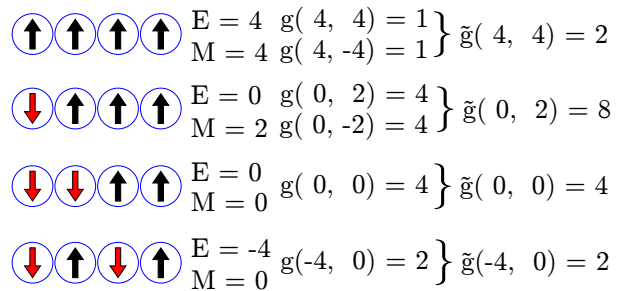 E = 4 g( 4, 4) = 1
M = 4 g( 4, -4) = 1 } g̃( 4, 4) = 2
E = 0 g( 0, 2) = 4
M = 2 g( 0, -2) = 4 } g̃( 0, 2) = 8
E = 0
M = 0 g( 0, 0) = 4 } g̃( 0, 0) = 4
E = -4
M = 0 g(-4, 0) = 2 } g̃(-4, 0) = 2